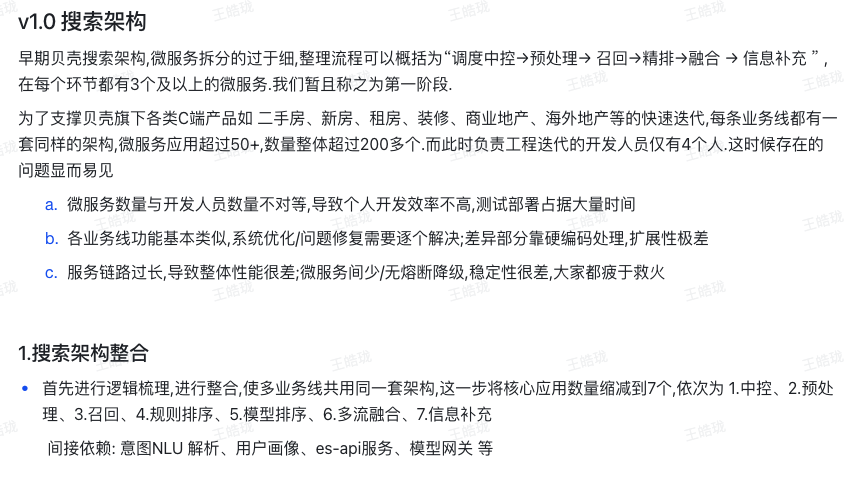 v1.0 搜索架构
早期贝壳搜索架构,微服务拆分的过于细,整理流程可以概括为“调度中控→预处理→ 召回→精排→融合 → 信息补充 ” ,
在每个环节都有3个及以上的微服务.我们暂且称之为第一阶段.
为了支撑贝壳旗下各类C端产品如 二手房、新房、租房、装修、商业地产、海外地产等的快速迭代,每条业务线都有一
套同样的架构,微服务应用超过50+,数量整体超过200多个.而此时负责工程迭代的开发人员仅有4个人.这时候存在的
问题显而易见
a. 微服务数量与开发人员数量不对等,导致个人开发效率不高,测试部署占据大量时间
b. 各业务线功能基本类似,系统优化/问题修复需要逐个解决;差异部分靠硬编码处理,扩展性极差
c. 服务链路过长,导致整体性能很差;微服务间少/无熔断降级,稳定性很差,大家都疲于救火
1.搜索架构整合
• 首先进行逻辑梳理,进行整合,使多业务线共用同一套架构,这一步将核心应用数量缩减到7个,依次为 1.中控、2.预处
理、3.召回、4.规则排序、5.模型排序、6.多流融合、7.信息补充
间接依赖: 意图NLU 解析、用户画像、es-api服务、模型网关 等
王皓珑